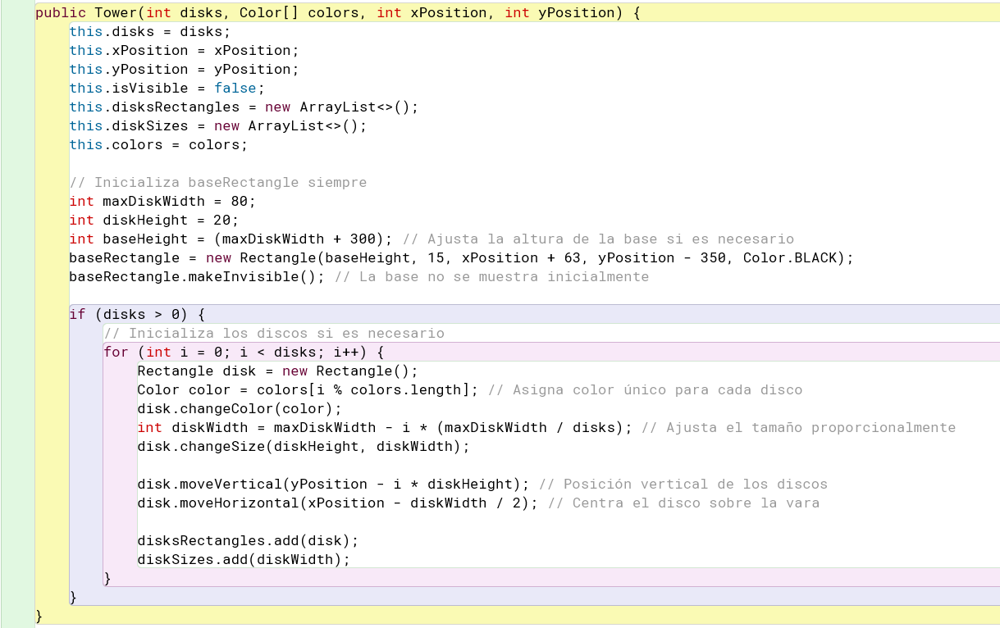 public Tower(int disks, Color[] colors, int xPosition, int yPosition) {
this.disks = disks;
this.xPosition = xPosition;
this.yPosition = yPosition;
this.isVisible = false;
this.disksRectangles = new ArrayList<>();
this.diskSizes = new ArrayList<>();
this.colors = colors;
// Inicializa baseRectangle siempre
int maxDiskWidth = 80;
int diskHeight = 20;
int baseHeight = (maxDiskWidth + 300); // Ajusta la altura de la base si es necesario
baseRectangle = new Rectangle(baseHeight, 15, xPosition + 63, yPosition - 350, Color.BLACK);
baseRectangle.makeInvisible(); // La base no se muestra inicialmente
if (disks > 0) {
// Inicializa los discos si es necesario
for (int i = 0; i < disks; i++) {
Rectangle disk = new Rectangle();
Color color = colors[i % colors.length]; // Asigna color único para cada disco
disk.changeColor(color);
int diskWidth = maxDiskWidth - i * (maxDiskWidth / disks); // Ajusta el tamaño proporcionalmente
disk.changeSize(diskHeight, diskWidth);
disk.moveVertical(yPosition - i * diskHeight); // Posición vertical de los discos
disk.moveHorizontal(xPosition - diskWidth / 2); // Centra el disco sobre la vara
disksRectangles.add(disk);
diskSizes.add(diskWidth);
}
}
}